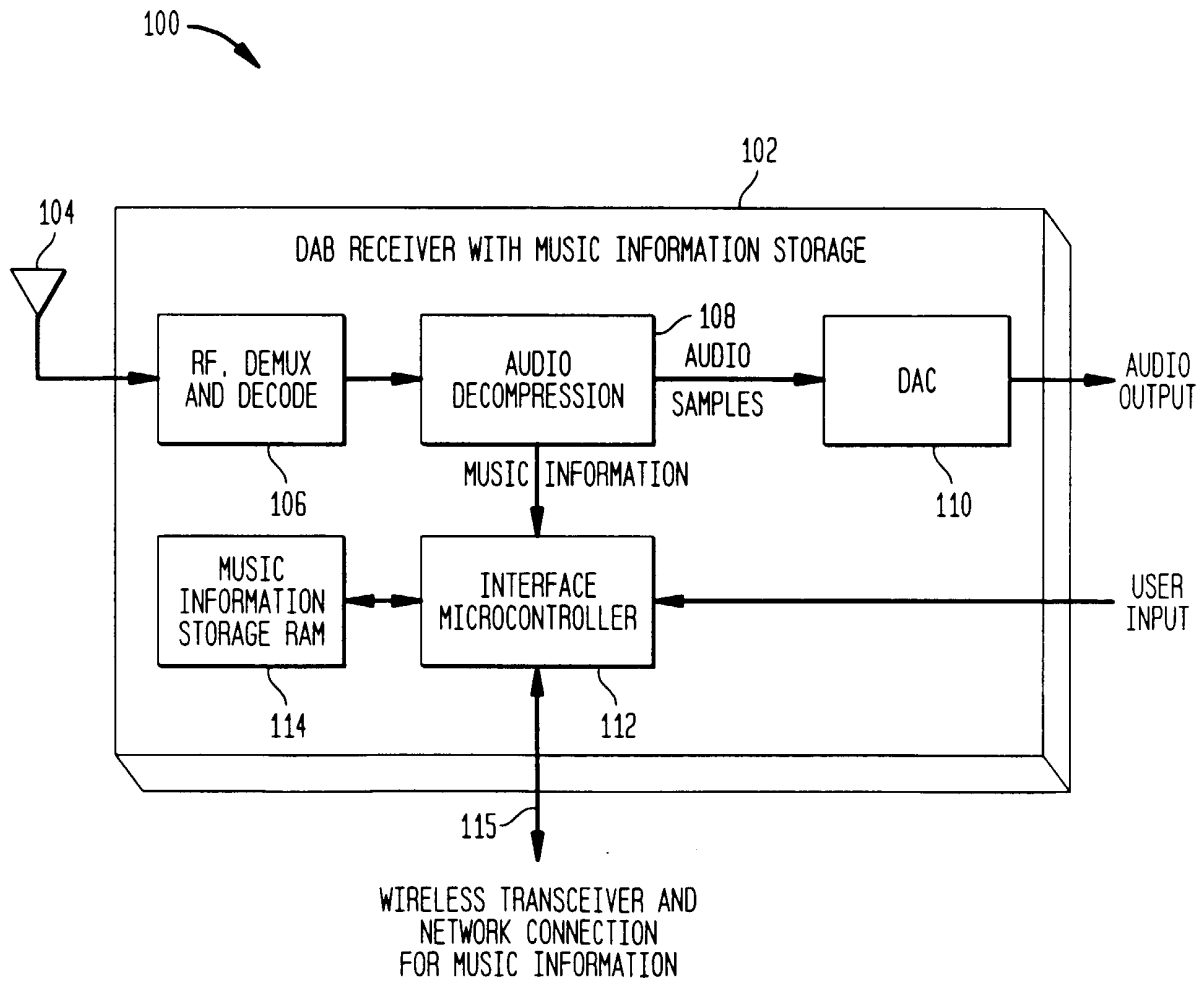 100
102
104
DAB RECEIVER WITH MUSIC INFORMATION STORAGE
RF, DEMUX
AND DECODE
106
AUDIO
DECOMPRESSION
108
AUDIO
SAMPLES
DAC
110
AUDIO
OUTPUT
MUSIC INFORMATION
MUSIC
INFORMATION
STORAGE RAM
114
INTERFACE
MICROCONTROLLER
112
USER
INPUT
115
WIRELESS TRANSCEIVER AND
NETWORK CONNECTION
FOR MUSIC INFORMATION